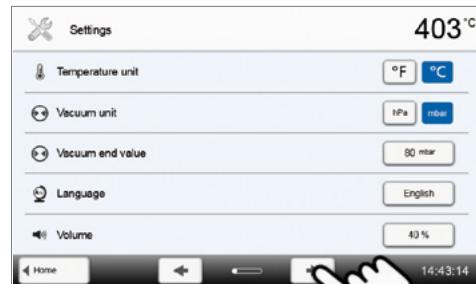 Settings 403 °C
Temperature unit °F °C
Vacuum unit hPa mbar
Vacuum end value 80 mbar
Language English
Volume 40 %
Home 14:43:14